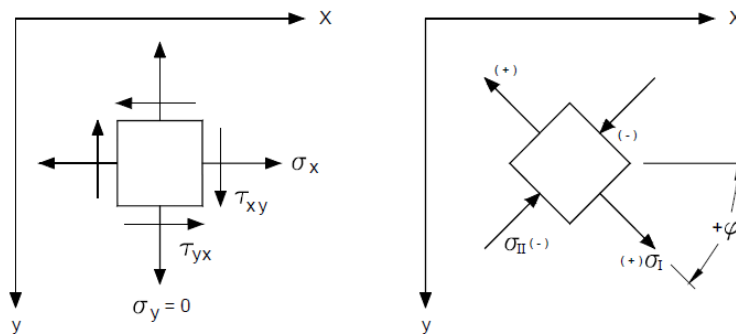 X
σx
τxy
τyx
σy = 0
y
X
(+)
(-)
+φ
σII (-)
(+) σI
y